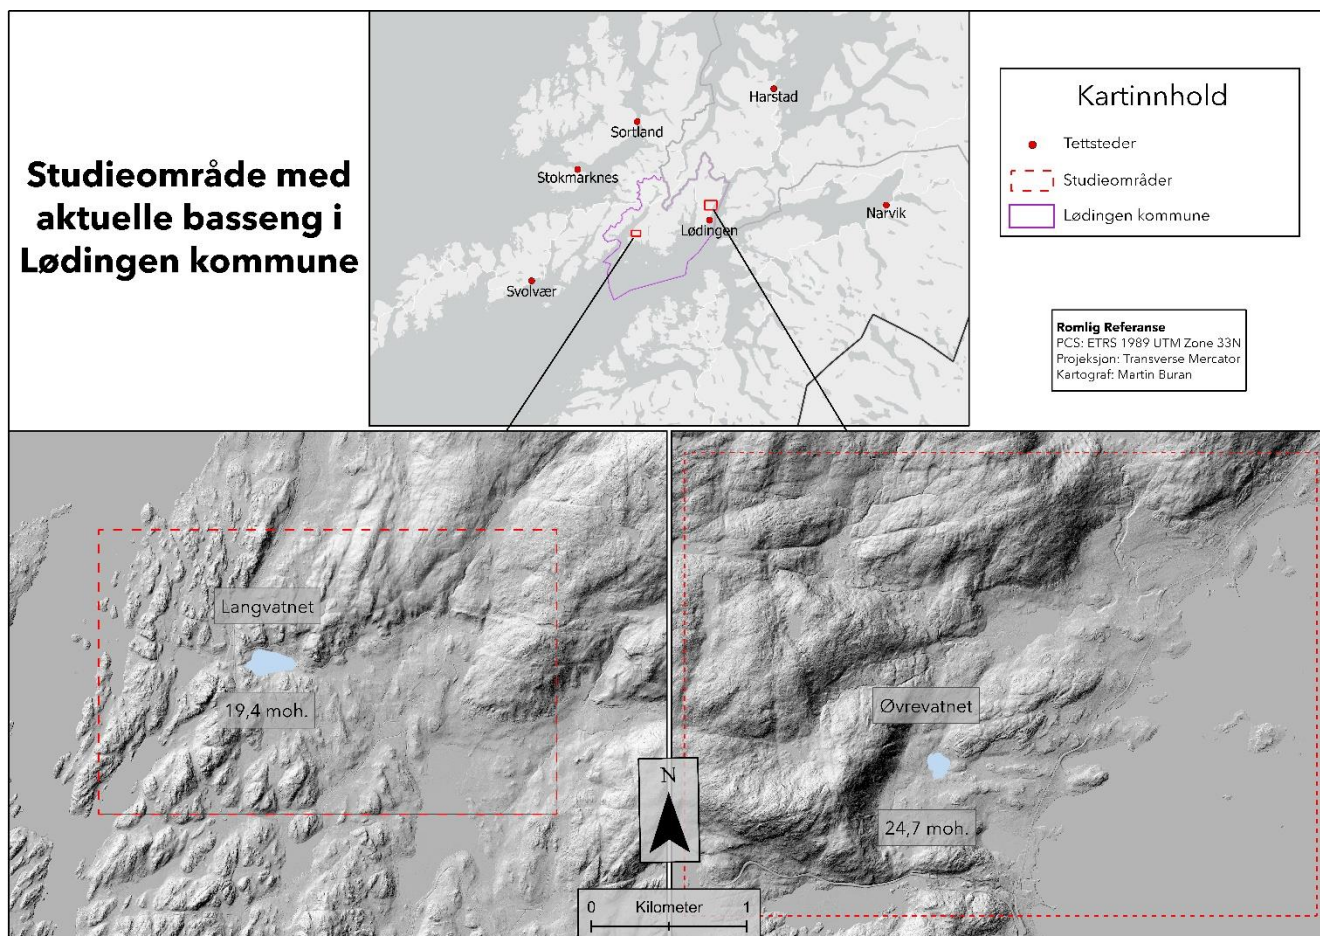 Studieområde med
aktuelle basseng i
Lødingen kommune
Harstad
Sortland
Stokmarknes
Narvik
Lødingen
Svolvær
Kartinnhold
Tettsteder
Studieområder
Lødingen kommune
Romlig Referanse
PCS: ETRS 1989 UTM Zone 33N
Projeksjon: Transverse Mercator
Kartograf: Martin Buran
Langvatnet
19,4 moh.
Øvrevatnet
24,7 moh.
N
0 Kilometer 1